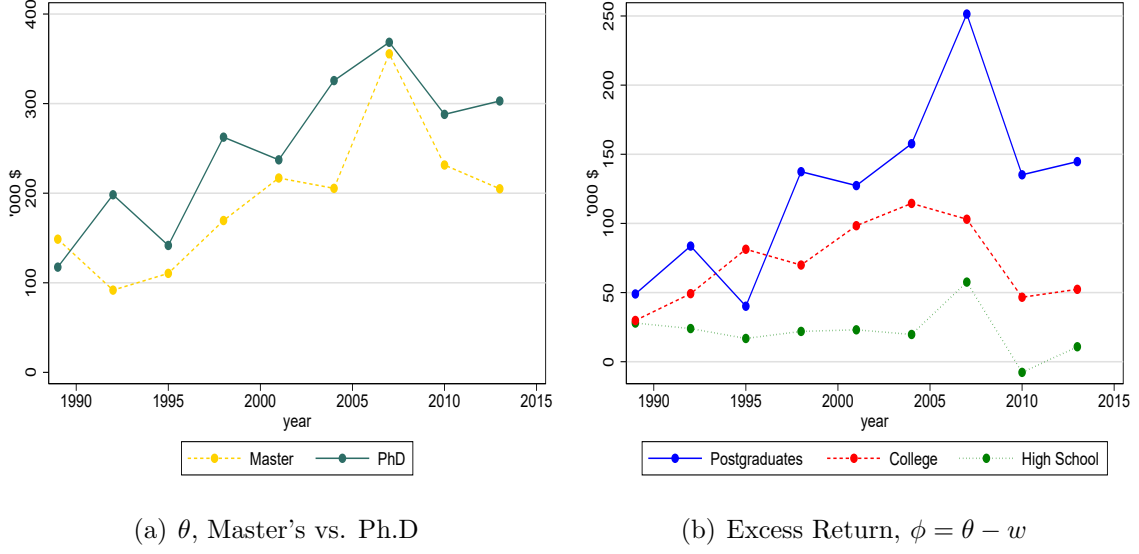 400
300
200
100
0
'000 $
1990 1995 2000 2005 2010 2015
year
Master PhD
(a) θ, Master's vs. Ph.D
250
200
150
100
50
0
'000 $
1990 1995 2000 2005 2010 2015
year
Postgraduates College High School
(b) Excess Return, ϕ = θ − w